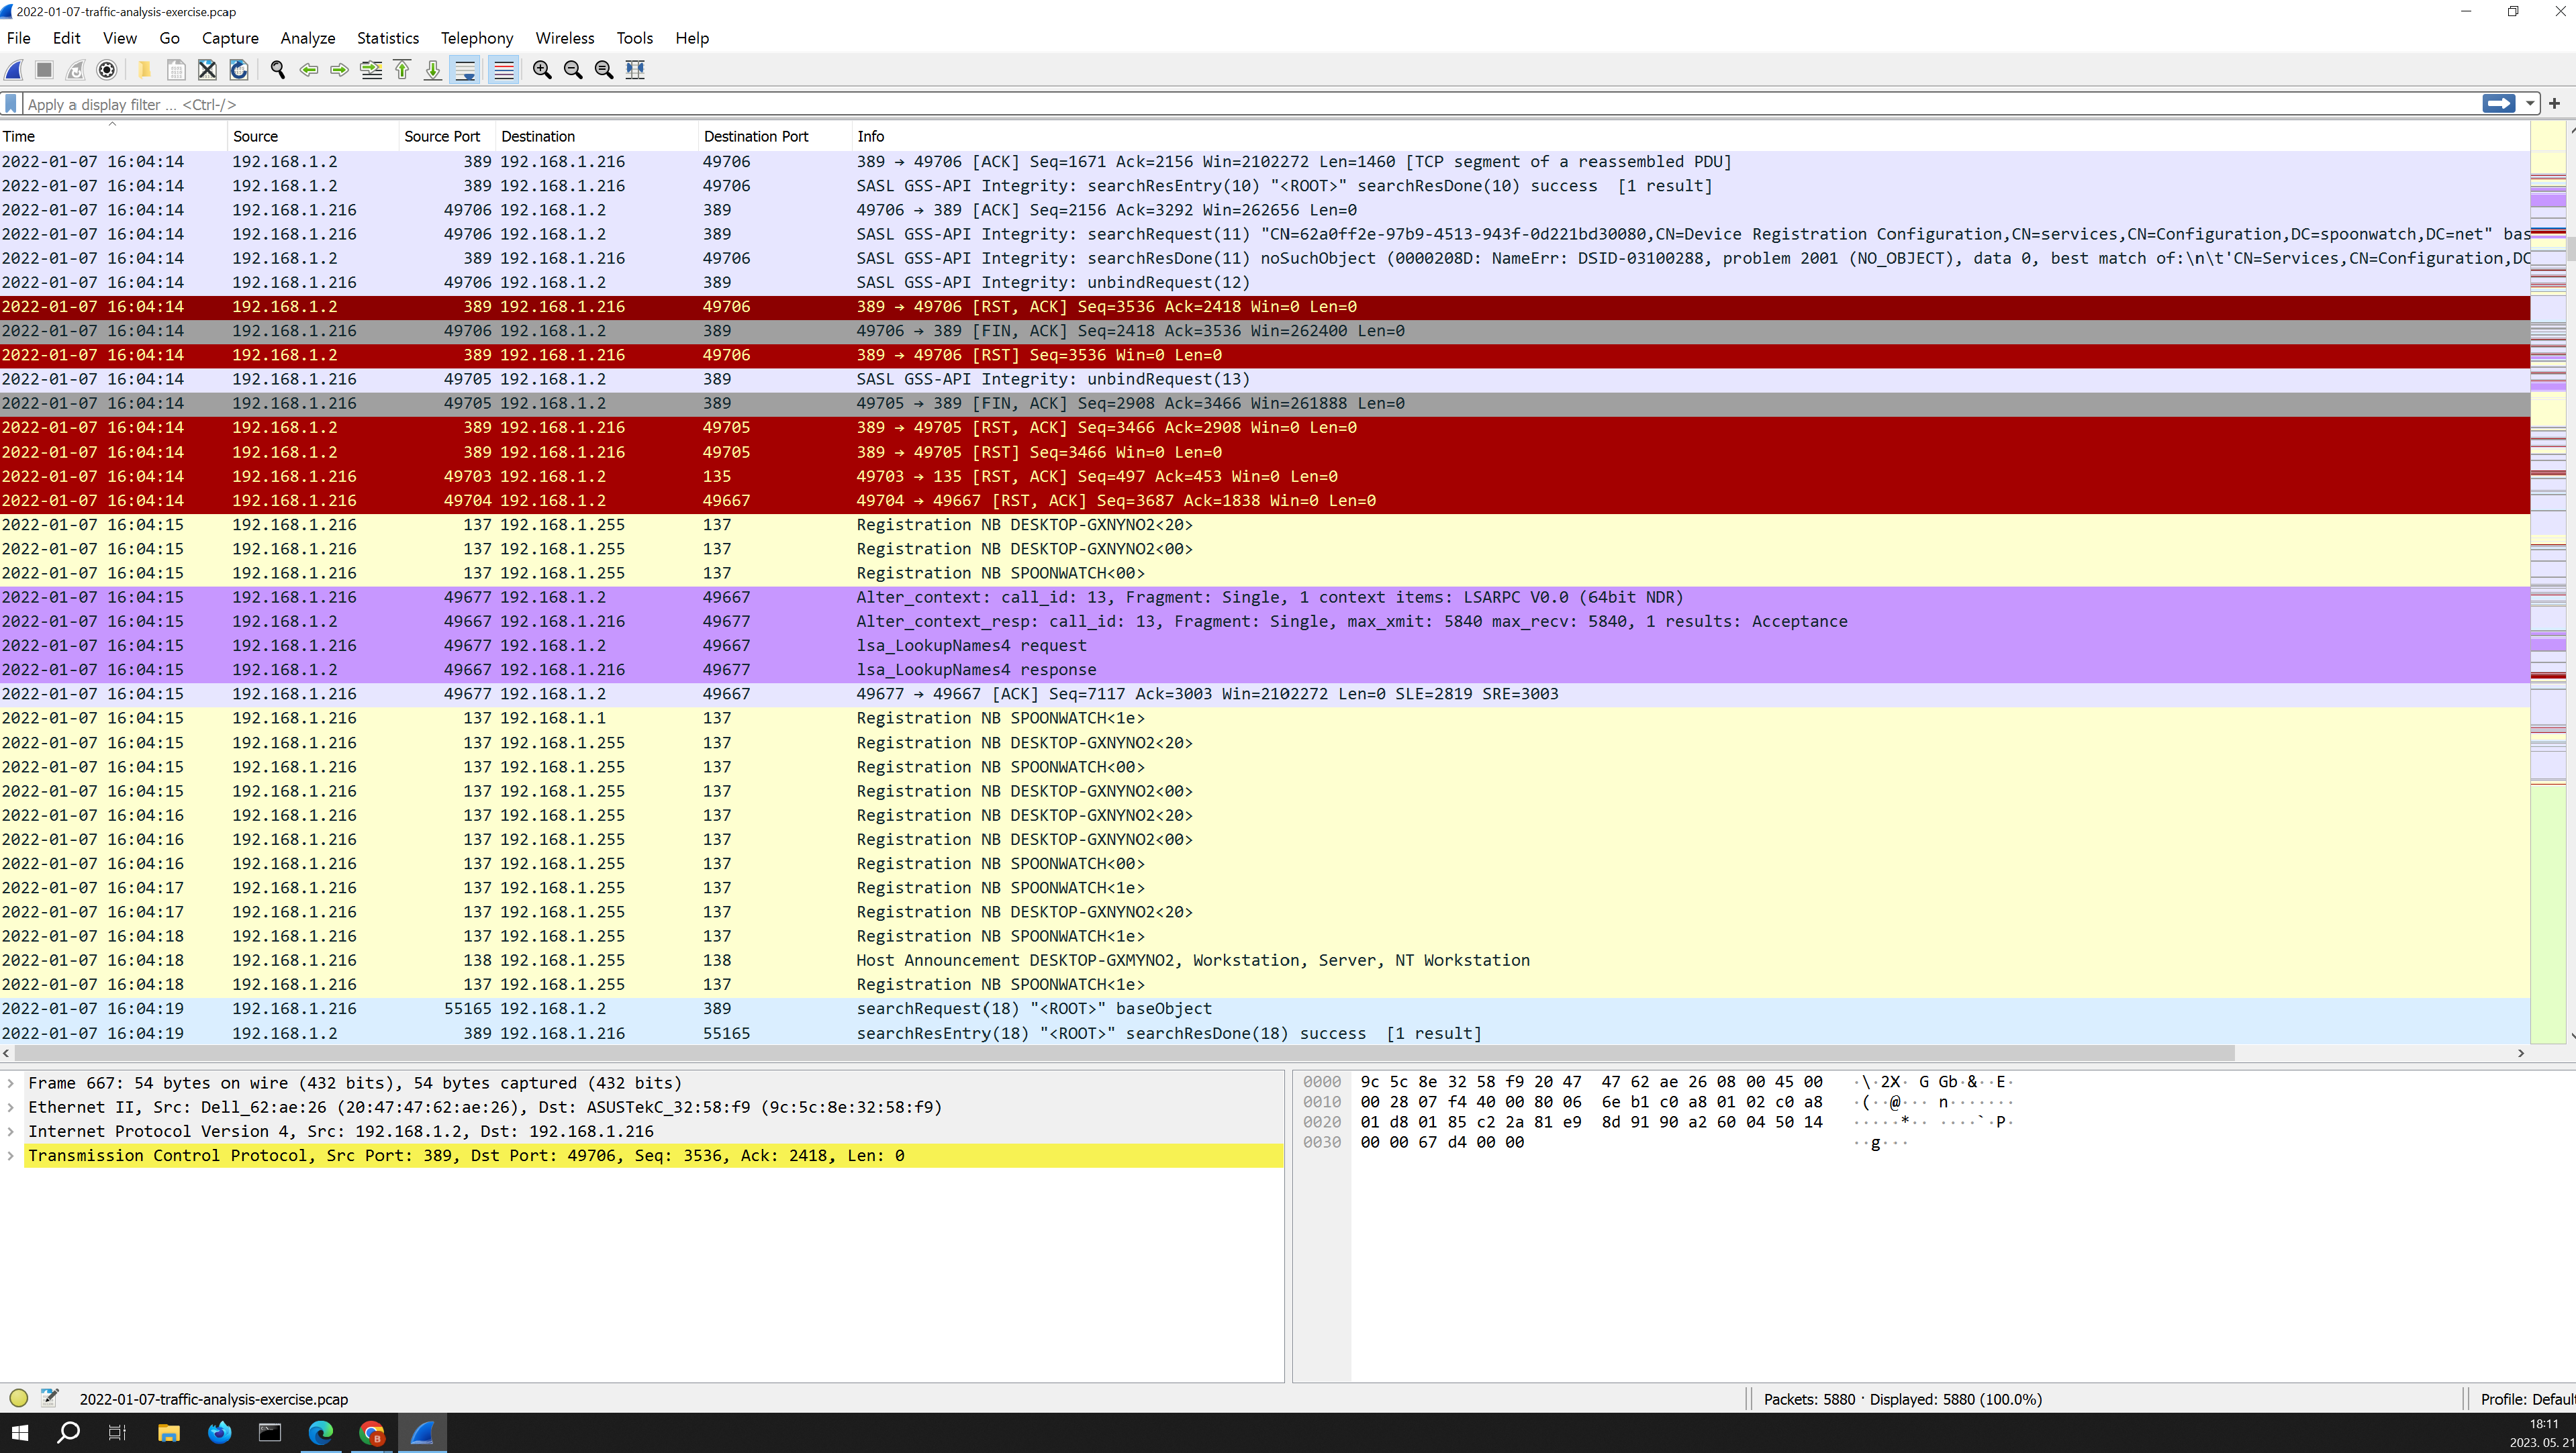 2022-01-07-traffic-analysis-exercise.pcap
File Edit View Go Capture Analyze Statistics Telephony Wireless Tools Help
Apply a display filter ... <Ctrl-/>
Time Source Source Port Destination Destination Port Info
2022-01-07 16:04:14 192.168.1.2 389 192.168.1.216 49706 389 → 49706 [ACK] Seq=1671 Ack=2156 Win=2102272 Len=1460 [TCP segment of a reassembled PDU]
2022-01-07 16:04:14 192.168.1.2 389 192.168.1.216 49706 SASL GSS-API Integrity: searchResEntry(10) "<ROOT>" searchResDone(10) success [1 result]
2022-01-07 16:04:14 192.168.1.216 49706 192.168.1.2 389 49706 → 389 [ACK] Seq=2156 Ack=3292 Win=262656 Len=0
2022-01-07 16:04:14 192.168.1.216 49706 192.168.1.2 389 SASL GSS-API Integrity: searchRequest(11) "CN=62a0ff2e-97b9-4513-943f-0d221bd30080,CN=Device Registration Configuration,CN=services,CN=Configuration,DC=spoonwatch,DC=net" bas
2022-01-07 16:04:14 192.168.1.2 389 192.168.1.216 49706 SASL GSS-API Integrity: searchResDone(11) noSuchObject (0000208D: NameErr: DSID-03100288, problem 2001 (NO_OBJECT), data 0, best match of:\n\t'CN=Services,CN=Configuration,DC
2022-01-07 16:04:14 192.168.1.216 49706 192.168.1.2 389 SASL GSS-API Integrity: unbindRequest(12)
2022-01-07 16:04:14 192.168.1.2 389 192.168.1.216 49706 389 → 49706 [RST, ACK] Seq=3536 Ack=2418 Win=0 Len=0
2022-01-07 16:04:14 192.168.1.216 49706 192.168.1.2 389 49706 → 389 [FIN, ACK] Seq=2418 Ack=3536 Win=262400 Len=0
2022-01-07 16:04:14 192.168.1.2 389 192.168.1.216 49706 389 → 49706 [RST] Seq=3536 Win=0 Len=0
2022-01-07 16:04:14 192.168.1.216 49705 192.168.1.2 389 SASL GSS-API Integrity: unbindRequest(13)
2022-01-07 16:04:14 192.168.1.216 49705 192.168.1.2 389 49705 → 389 [FIN, ACK] Seq=2908 Ack=3466 Win=261888 Len=0
2022-01-07 16:04:14 192.168.1.2 389 192.168.1.216 49705 389 → 49705 [RST, ACK] Seq=3466 Ack=2908 Win=0 Len=0
2022-01-07 16:04:14 192.168.1.2 389 192.168.1.216 49705 389 → 49705 [RST] Seq=3466 Win=0 Len=0
2022-01-07 16:04:14 192.168.1.216 49703 192.168.1.2 135 49703 → 135 [RST, ACK] Seq=497 Ack=453 Win=0 Len=0
2022-01-07 16:04:14 192.168.1.216 49704 192.168.1.2 49667 49704 → 49667 [RST, ACK] Seq=3687 Ack=1838 Win=0 Len=0
2022-01-07 16:04:15 192.168.1.216 137 192.168.1.255 137 Registration NB DESKTOP-GXNYNO2<20>
2022-01-07 16:04:15 192.168.1.216 137 192.168.1.255 137 Registration NB DESKTOP-GXNYNO2<00>
2022-01-07 16:04:15 192.168.1.216 137 192.168.1.255 137 Registration NB SPOONWATCH<00>
2022-01-07 16:04:15 192.168.1.216 49677 192.168.1.2 49667 Alter_context: call_id: 13, Fragment: Single, 1 context items: LSARPC V0.0 (64bit NDR)
2022-01-07 16:04:15 192.168.1.2 49667 192.168.1.216 49677 Alter_context_resp: call_id: 13, Fragment: Single, max_xmit: 5840 max_recv: 5840, 1 results: Acceptance
2022-01-07 16:04:15 192.168.1.216 49677 192.168.1.2 49667 lsa_LookupNames4 request
2022-01-07 16:04:15 192.168.1.2 49667 192.168.1.216 49677 lsa_LookupNames4 response
2022-01-07 16:04:15 192.168.1.216 49677 192.168.1.2 49667 49677 → 49667 [ACK] Seq=7117 Ack=3003 Win=2102272 Len=0 SLE=2819 SRE=3003
2022-01-07 16:04:15 192.168.1.216 137 192.168.1.1 137 Registration NB SPOONWATCH<1e>
2022-01-07 16:04:15 192.168.1.216 137 192.168.1.255 137 Registration NB DESKTOP-GXNYNO2<20>
2022-01-07 16:04:15 192.168.1.216 137 192.168.1.255 137 Registration NB SPOONWATCH<00>
2022-01-07 16:04:15 192.168.1.216 137 192.168.1.255 137 Registration NB DESKTOP-GXNYNO2<00>
2022-01-07 16:04:16 192.168.1.216 137 192.168.1.255 137 Registration NB DESKTOP-GXNYNO2<20>
2022-01-07 16:04:16 192.168.1.216 137 192.168.1.255 137 Registration NB DESKTOP-GXNYNO2<00>
2022-01-07 16:04:16 192.168.1.216 137 192.168.1.255 137 Registration NB SPOONWATCH<00>
2022-01-07 16:04:17 192.168.1.216 137 192.168.1.255 137 Registration NB SPOONWATCH<1e>
2022-01-07 16:04:17 192.168.1.216 137 192.168.1.255 137 Registration NB DESKTOP-GXNYNO2<20>
2022-01-07 16:04:18 192.168.1.216 137 192.168.1.255 137 Registration NB SPOONWATCH<1e>
2022-01-07 16:04:18 192.168.1.216 138 192.168.1.255 138 Host Announcement DESKTOP-GXMYNO2, Workstation, Server, NT Workstation
2022-01-07 16:04:18 192.168.1.216 137 192.168.1.255 137 Registration NB SPOONWATCH<1e>
2022-01-07 16:04:19 192.168.1.216 55165 192.168.1.2 389 searchRequest(18) "<ROOT>" baseObject
2022-01-07 16:04:19 192.168.1.2 389 192.168.1.216 55165 searchResEntry(18) "<ROOT>" searchResDone(18) success [1 result]
Frame 667: 54 bytes on wire (432 bits), 54 bytes captured (432 bits)
Ethernet II, Src: Dell_62:ae:26 (20:47:47:62:ae:26), Dst: ASUSTekC_32:58:f9 (9c:5c:8e:32:58:f9)
Internet Protocol Version 4, Src: 192.168.1.2, Dst: 192.168.1.216
Transmission Control Protocol, Src Port: 389, Dst Port: 49706, Seq: 3536, Ack: 2418, Len: 0
0000 9c 5c 8e 32 58 f9 20 47 47 62 ae 26 08 00 45 00 ·\·2X· G Gb·&··E·
0010 00 28 07 f4 40 00 80 06 6e b1 c0 a8 01 02 c0 a8 ·(··@··· n·······
0020 01 d8 01 85 c2 2a 81 e9 8d 91 90 a2 60 04 50 14 ·····*·· ····`·P·
0030 00 00 67 d4 00 00 ··g···
2022-01-07-traffic-analysis-exercise.pcap
Packets: 5880 · Displayed: 5880 (100.0%)
Profile: Default
18:11
2023. 05. 21